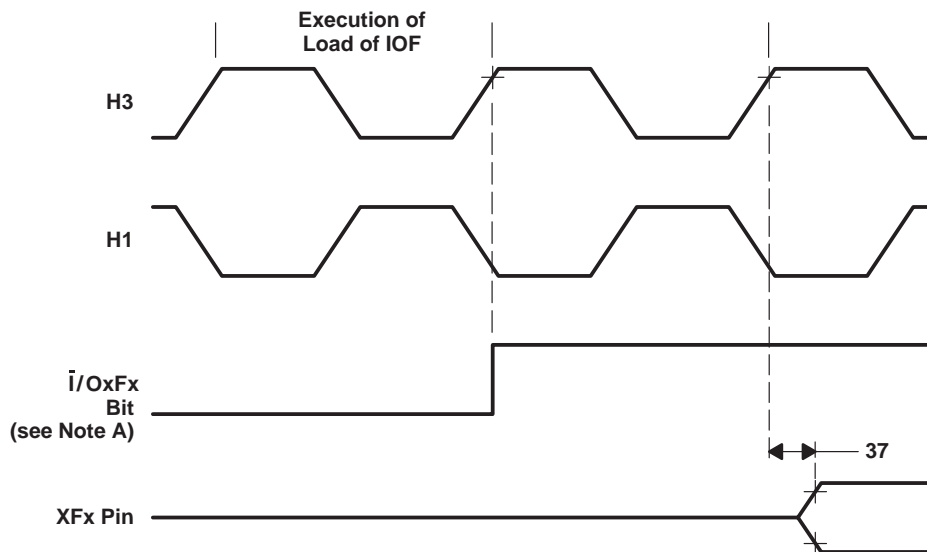 Execution of
Load of IOF
H3
H1
Ī/OxFx
Bit
(see Note A)
37
XFx Pin